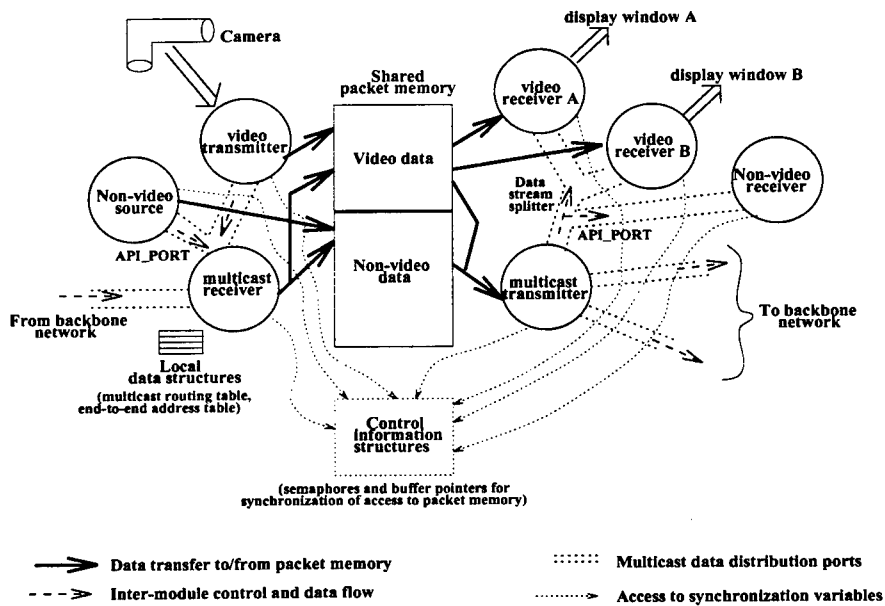 display window A
Camera
Shared
packet memory
display window B
video
receiver A
video
transmitter
video
receiver B
Video data
Non-video
receiver
Data
stream
splitter
Non-video
source
API_PORT
API_PORT
Non-video
data
multicast
receiver
multicast
transmitter
From backbone
network
To backbone
network
Local
data structures
(multicast routing table,
end-to-end address table)
Control
information
structures
(semaphores and buffer pointers for
synchronization of access to packet memory)
Data transfer to/from packet memory
Multicast data distribution ports
Inter-module control and data flow
Access to synchronization variables